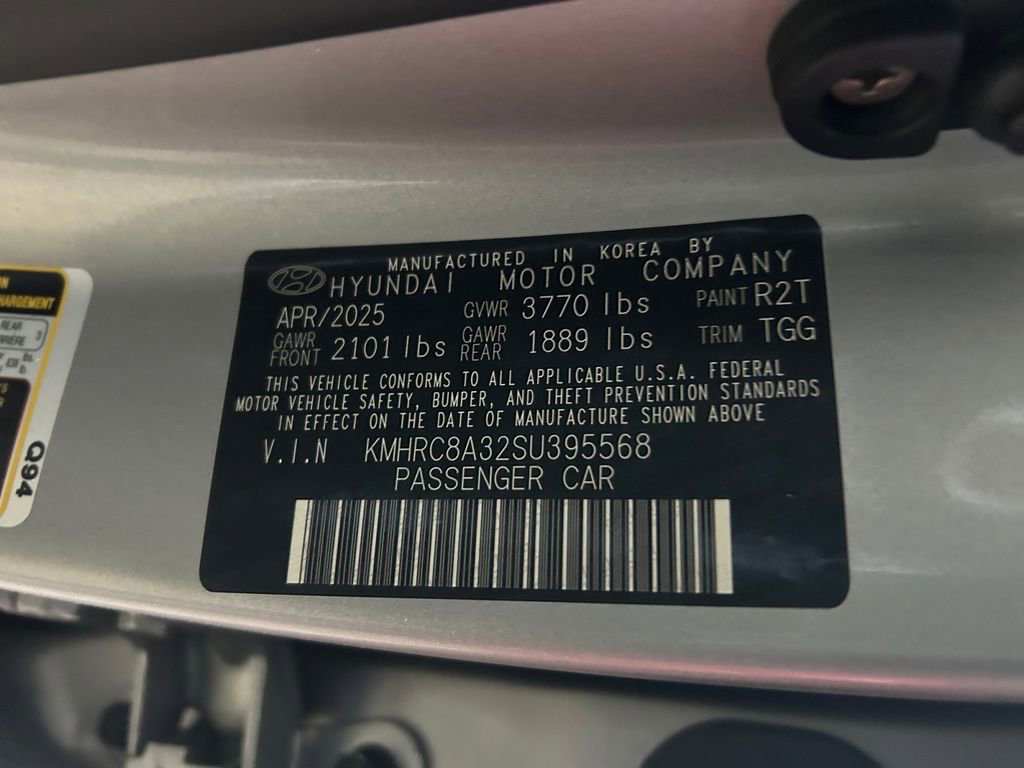 MANUFACTURED IN KOREA BY
HYUNDAI MOTOR COMPANY
APR/2025 GVWR 3770 lbs PAINT R2T
GAWR FRONT 2101 lbs GAWR REAR 1889 lbs TRIM TGG
THIS VEHICLE CONFORMS TO ALL APPLICABLE U.S.A. FEDERAL
MOTOR VEHICLE SAFETY, BUMPER, AND THEFT PREVENTION STANDARDS
IN EFFECT ON THE DATE OF MANUFACTURE SHOWN ABOVE
V.I.N KMHRC8A32SU395568
PASSENGER CAR
REAR
3
Q94